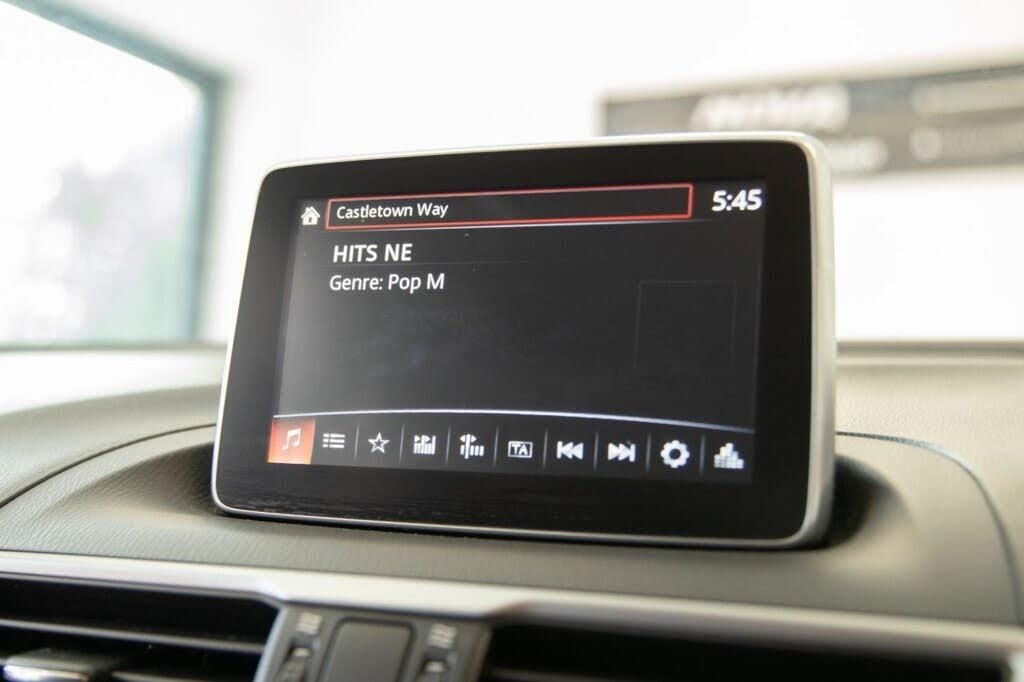 Castletown Way
5:45
HITS NE
Genre: Pop M
TA